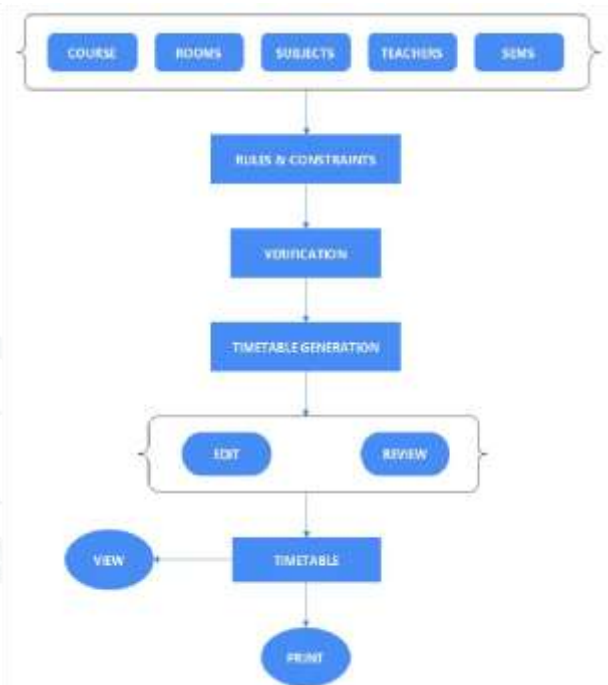 COURSE ROOMS SUBJECTS TEACHERS SEMS
RULES & CONSTRAINTS
VERIFICATION
TIMETABLE GENERATION
EDIT REVIEW
VIEW TIMETABLE
PRINT